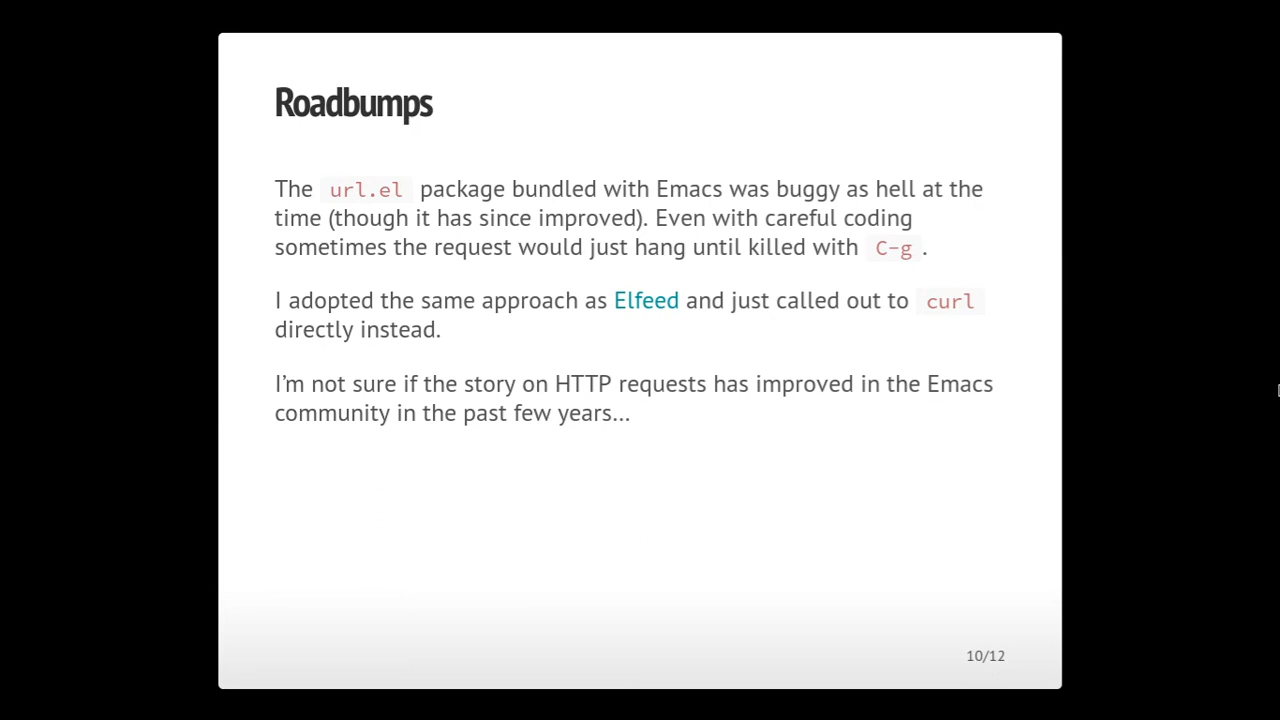 Roadbumps
The url.el package bundled with Emacs was buggy as hell at the
time (though it has since improved). Even with careful coding
sometimes the request would just hang until killed with C-g .
I adopted the same approach as Elfeed and just called out to curl
directly instead.
I’m not sure if the story on HTTP requests has improved in the Emacs
community in the past few years…
10/12